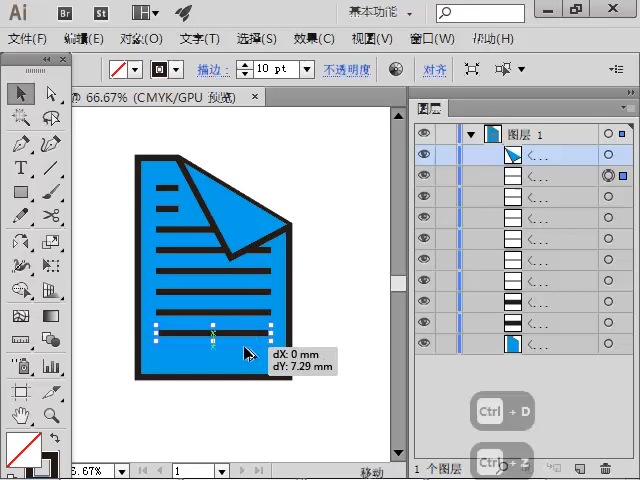 Ai Br St 基本功能
文件(F) 编辑(E) 对象(O) 文字(T) 选择(S) 效果(C) 视图(V) 窗口(W) 帮助(H)
描边: 10 pt 不透明度 对齐
@ 66.67% (CMYK/GPU 预览) ×
图层
图层 1
<...
<...
<...
<...
<...
<...
<...
<...
<...
<...
dX: 0 mm
dY: 7.29 mm
Ctrl + D
Ctrl + Z
6.67% 1 移动
1 个图层